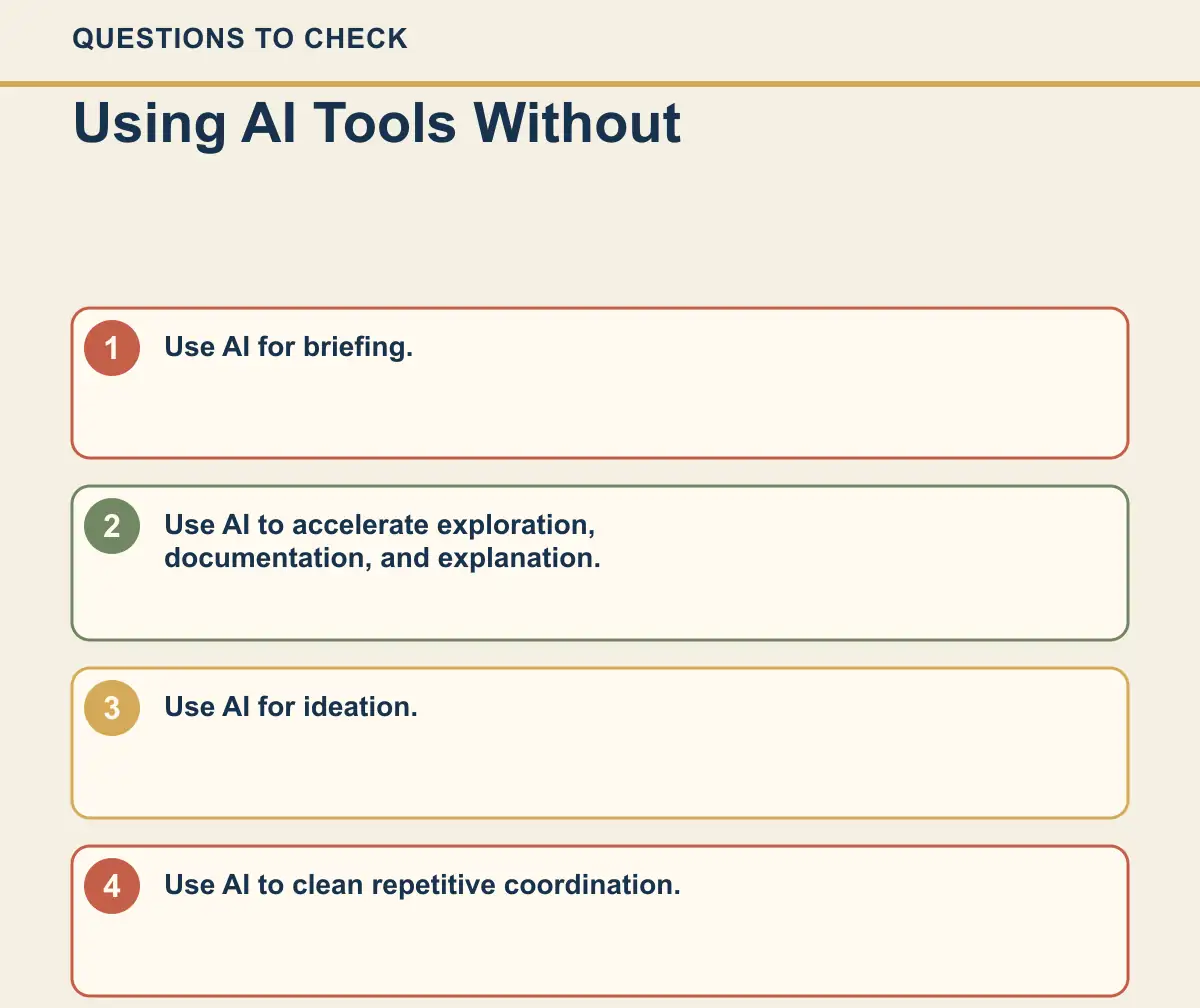 QUESTIONS TO CHECK
Using AI Tools Without
1
Use AI for briefing.
2
Use AI to accelerate exploration,
documentation, and explanation.
3
Use AI for ideation.
4
Use AI to clean repetitive coordination.